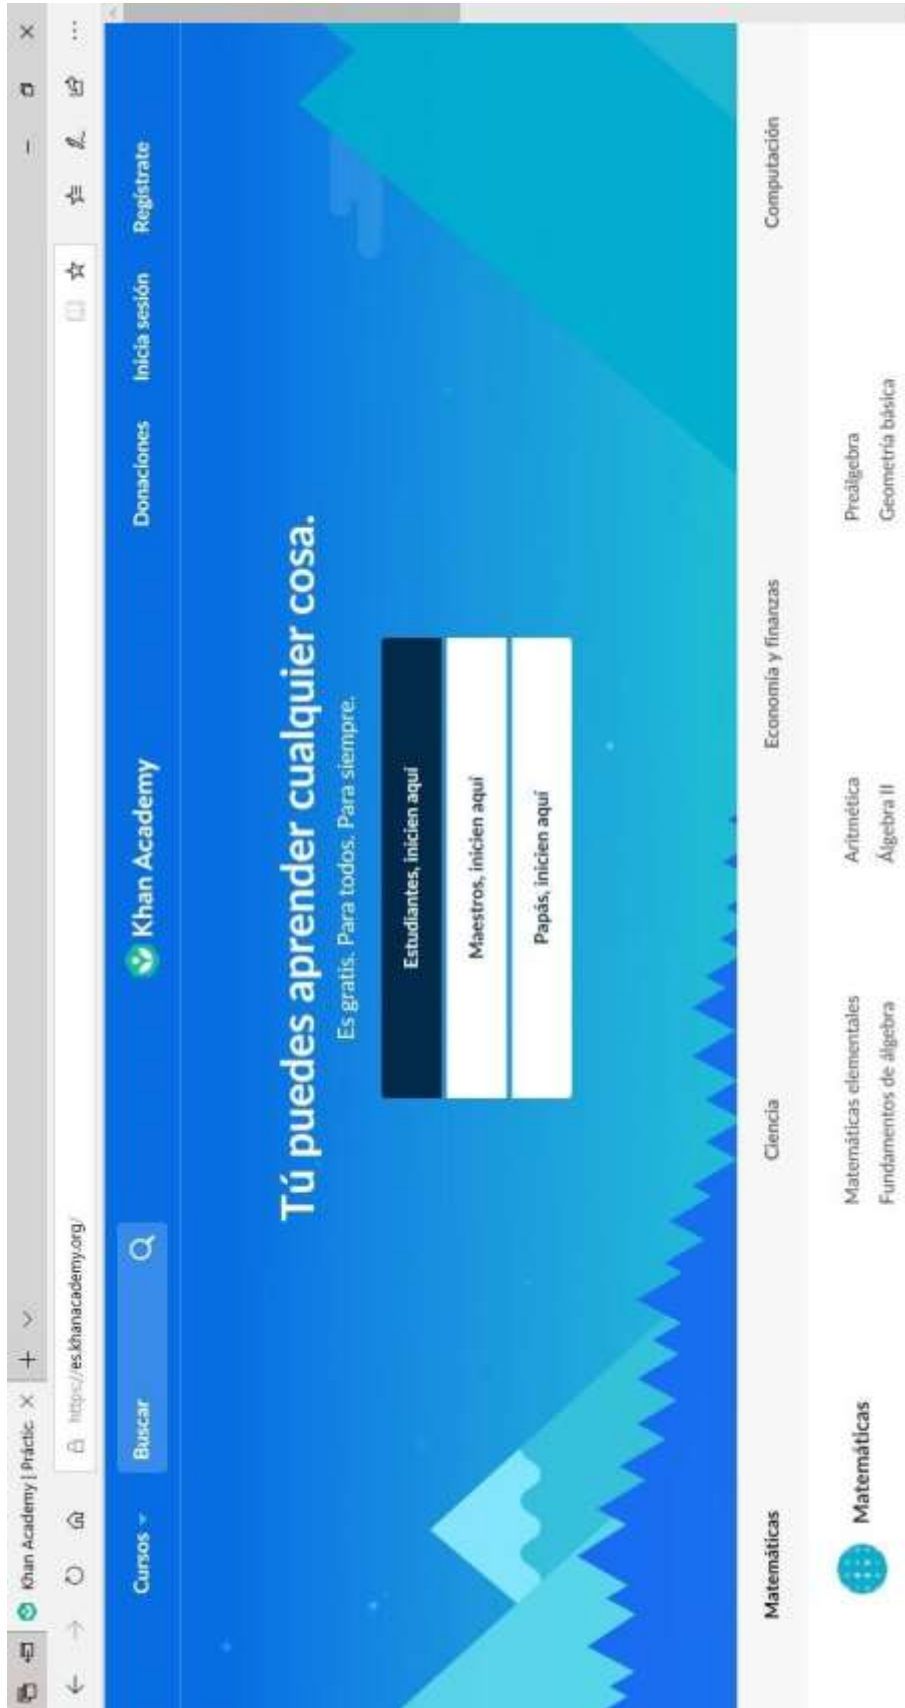 Khan Academy | Práctic
https://es.khanacademy.org/
Cursos
Buscar
Khan Academy
Donaciones
Inicia sesión
Regístrate
Tú puedes aprender cualquier cosa.
Es gratis. Para todos. Para siempre.
Estudiantes, inicien aquí
Maestros, inicien aquí
Papás, inicien aquí
Matemáticas
Ciencia
Economía y finanzas
Computación
Matemáticas
Matemáticas elementales
Aritmética
Preálgebra
Fundamentos de álgebra
Álgebra II
Geometría básica